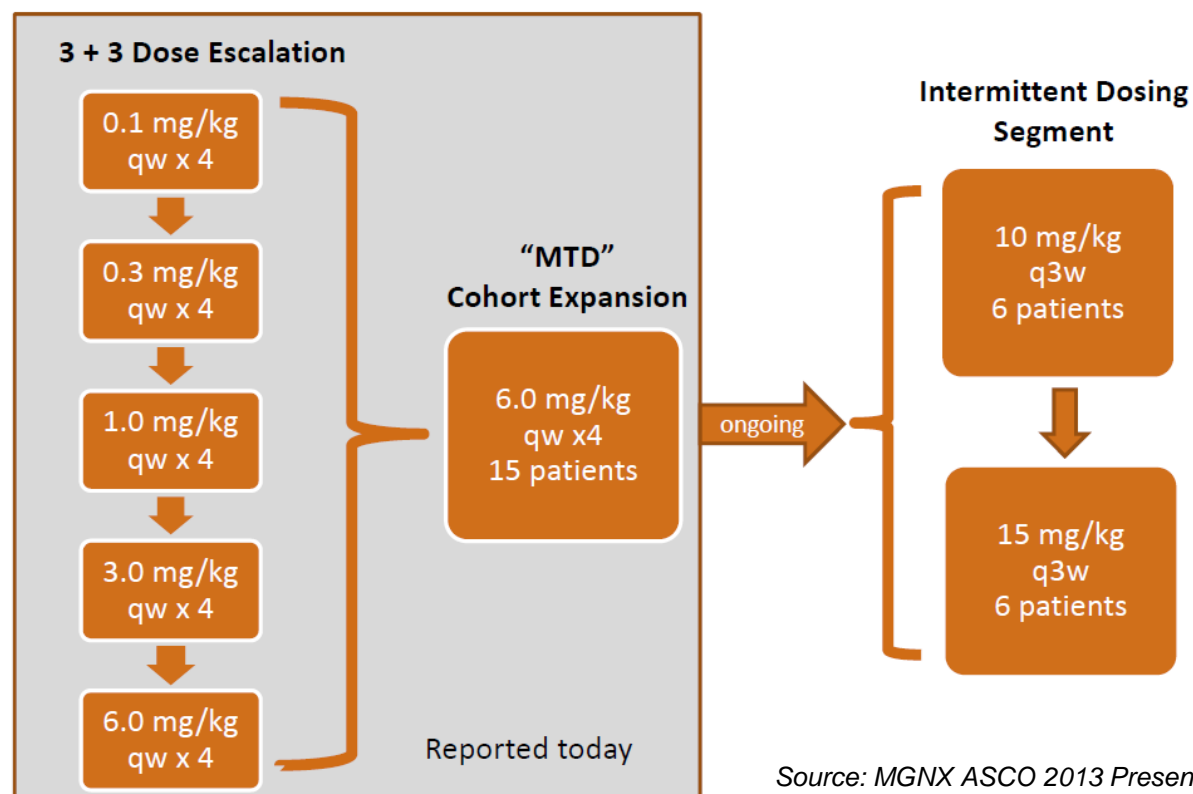 3 + 3 Dose Escalation
0.1 mg/kg
qw x 4
0.3 mg/kg
qw x 4
1.0 mg/kg
qw x 4
3.0 mg/kg
qw x 4
6.0 mg/kg
qw x 4
“MTD”
Cohort Expansion
6.0 mg/kg
qw x4
15 patients
Reported today
ongoing
Intermittent Dosing
Segment
10 mg/kg
q3w
6 patients
15 mg/kg
q3w
6 patients
Source: MGNX ASCO 2013 Presen